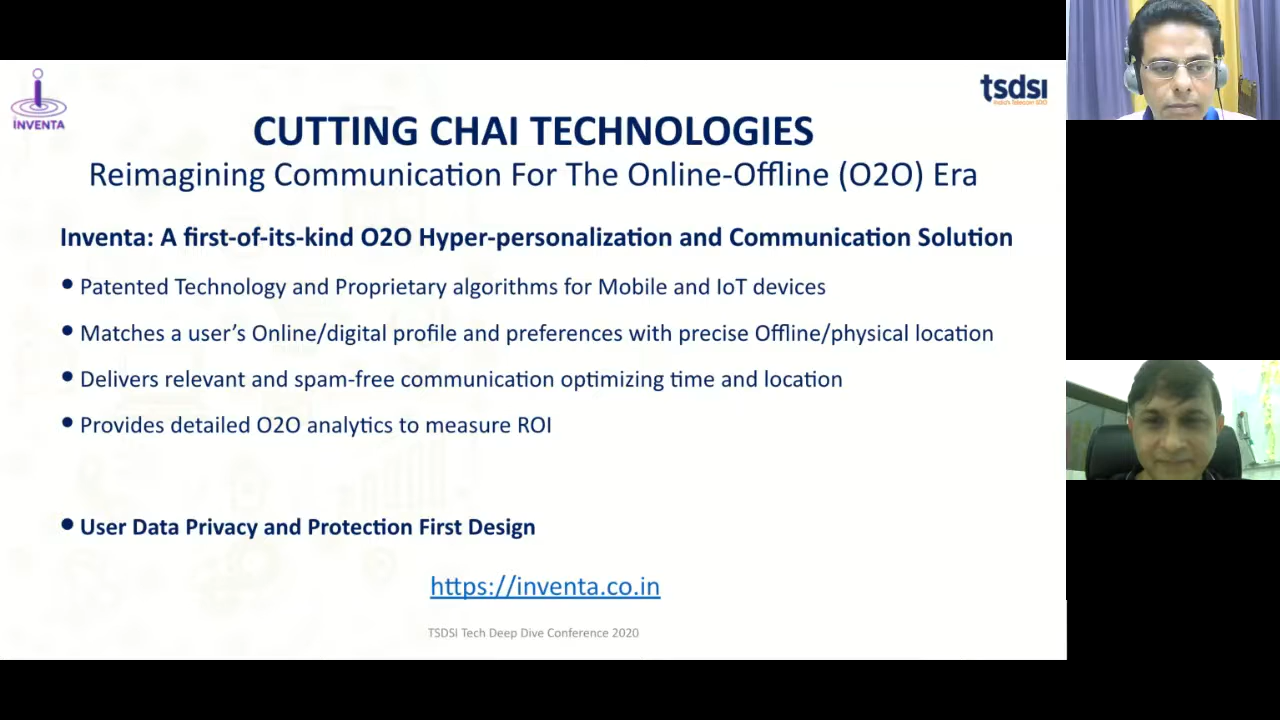 INVENTA
tsdsi
India's Telecom SDO
CUTTING CHAI TECHNOLOGIES
Reimagining Communication For The Online-Offline (O2O) Era
Inventa: A first-of-its-kind O2O Hyper-personalization and Communication Solution
• Patented Technology and Proprietary algorithms for Mobile and IoT devices
• Matches a user’s Online/digital profile and preferences with precise Offline/physical location
• Delivers relevant and spam-free communication optimizing time and location
• Provides detailed O2O analytics to measure ROI
• User Data Privacy and Protection First Design
https://inventa.co.in
TSDSI Tech Deep Dive Conference 2020